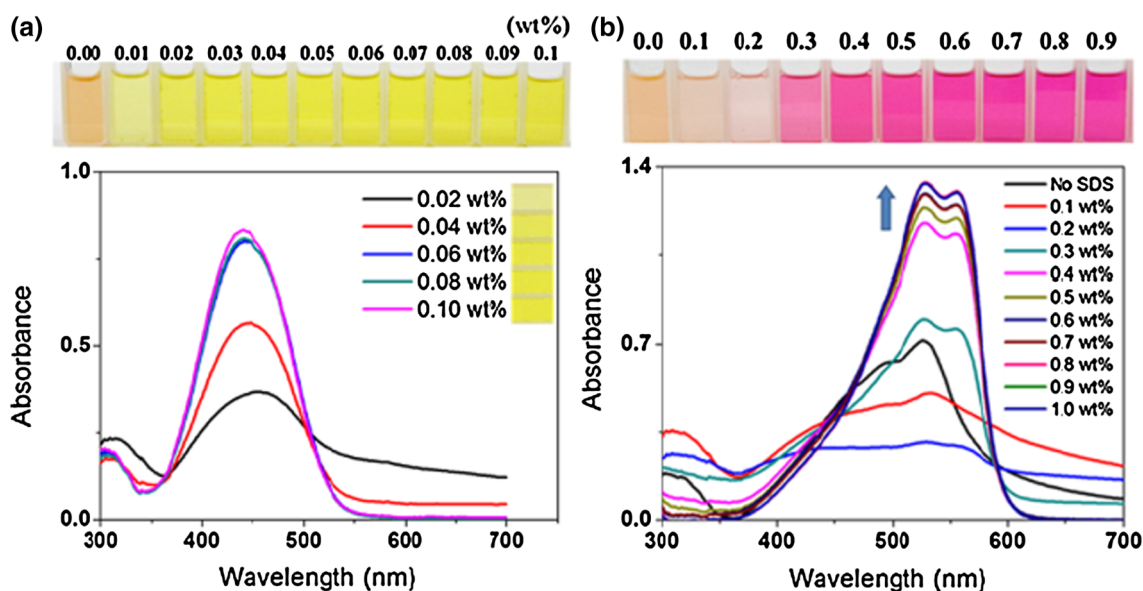 (a)
(wt%)
0.00 0.01 0.02 0.03 0.04 0.05 0.06 0.07 0.08 0.09 0.1
1.0
0.5
0.0
Absorbance
0.02 wt%
0.04 wt%
0.06 wt%
0.08 wt%
0.10 wt%
300 400 500 600 700
Wavelength (nm)
(b)
0.0 0.1 0.2 0.3 0.4 0.5 0.6 0.7 0.8 0.9
1.4
0.7
0.0
Absorbance
No SDS
0.1 wt%
0.2 wt%
0.3 wt%
0.4 wt%
0.5 wt%
0.6 wt%
0.7 wt%
0.8 wt%
0.9 wt%
1.0 wt%
300 400 500 600 700
Wavelength (nm)